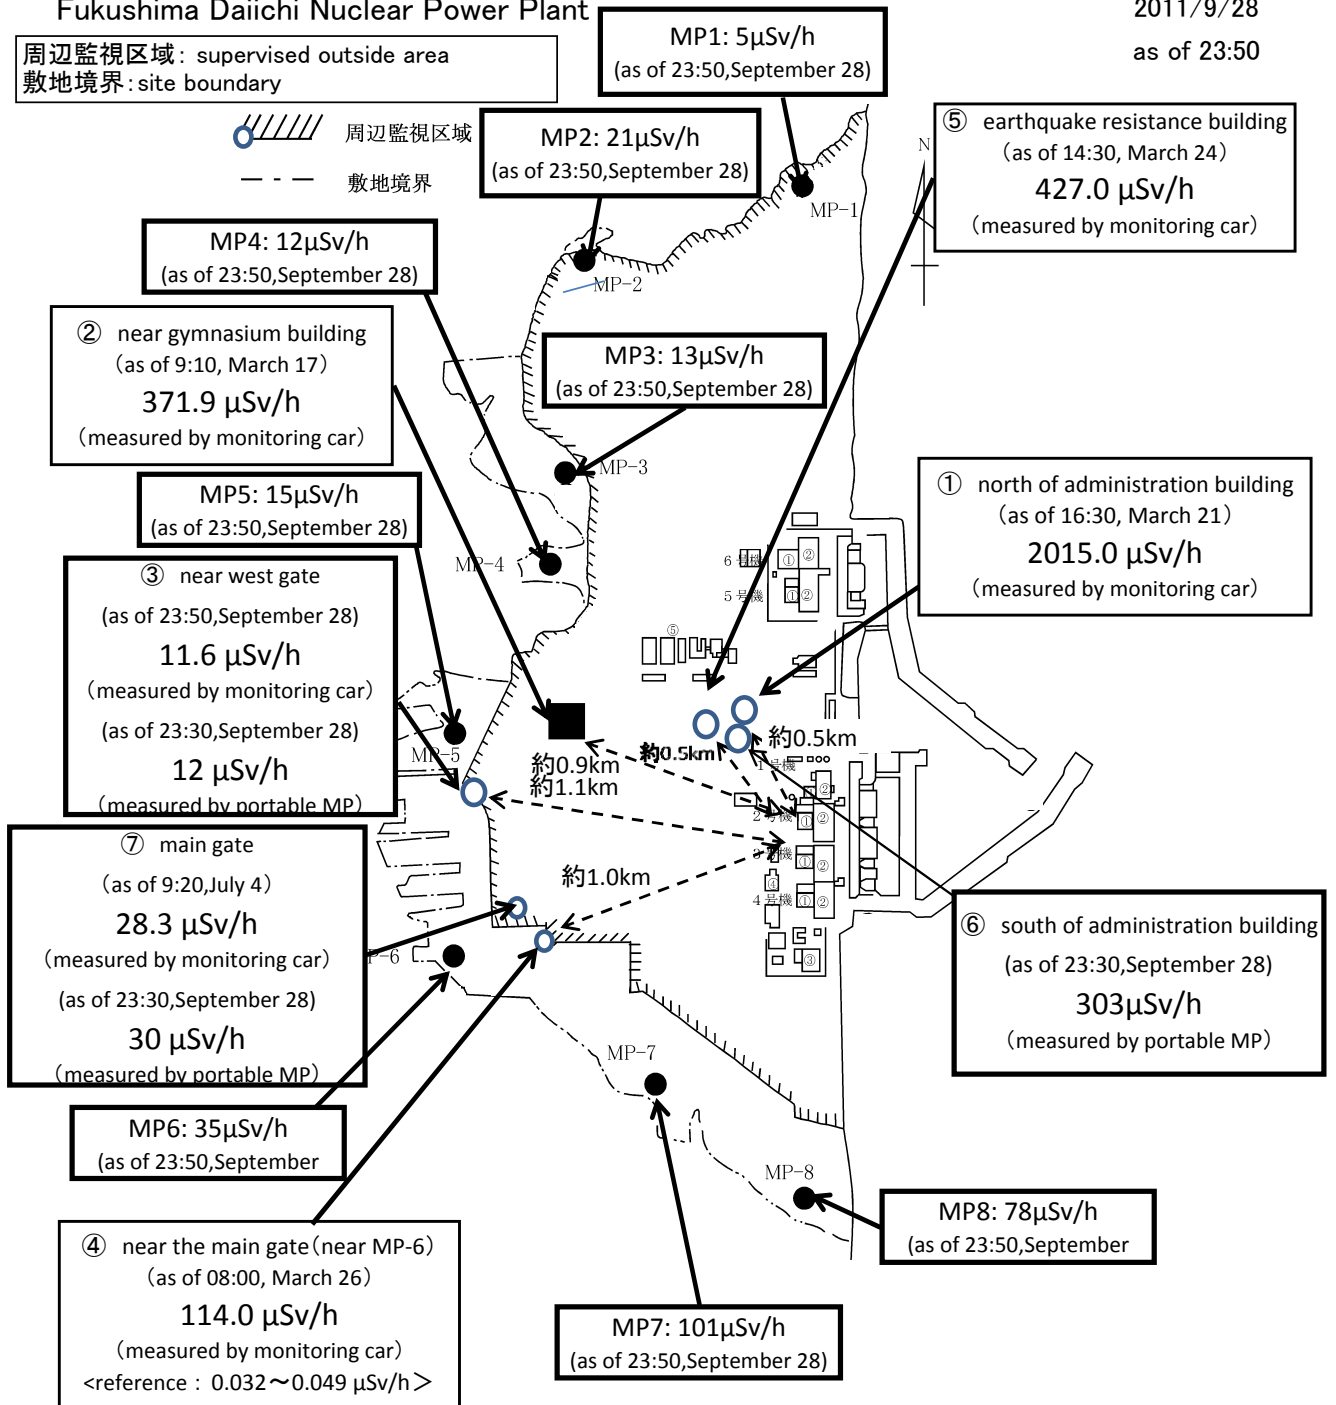 Fukushima Daiichi Nuclear Power Plant
2011/9/28
as of 23:50
周辺監視区域: supervised outside area
敷地境界:site boundary
周辺監視区域
敷地境界
MP1: 5μSv/h
(as of 23:50,September 28)
MP2: 21μSv/h
(as of 23:50,September 28)
⑤ earthquake resistance building
(as of 14:30, March 24)
427.0 μSv/h
(measured by monitoring car)
N
MP-1
MP4: 12μSv/h
(as of 23:50,September 28)
MP-2
② near gymnasium building
(as of 9:10, March 17)
371.9 μSv/h
(measured by monitoring car)
MP3: 13μSv/h
(as of 23:50,September 28)
MP-3
MP5: 15μSv/h
(as of 23:50,September 28)
① north of administration building
(as of 16:30, March 21)
2015.0 μSv/h
(measured by monitoring car)
MP-4
③ near west gate
(as of 23:50,September 28)
11.6 μSv/h
(measured by monitoring car)
(as of 23:30,September 28)
12 μSv/h
(measured by portable MP)
6号機
① ②
5号機
① ②
⑤
MP-5
約0.9km
約1.1km
約0.5km
約0.5km
1号機
②
2号機
① ②
3号機
① ②
4号機
① ②
④
③
約1.0km
⑦ main gate
(as of 9:20,July 4)
28.3 μSv/h
(measured by monitoring car)
(as of 23:30,September 28)
30 μSv/h
(measured by portable MP)
P-6
⑥ south of administration building
(as of 23:30,September 28)
303μSv/h
(measured by portable MP)
MP-7
MP6: 35μSv/h
(as of 23:50,September
MP-8
MP8: 78μSv/h
(as of 23:50,September
④ near the main gate(near MP-6)
(as of 08:00, March 26)
114.0 μSv/h
(measured by monitoring car)
<reference : 0.032～0.049 μSv/h>
MP7: 101μSv/h
(as of 23:50,September 28)